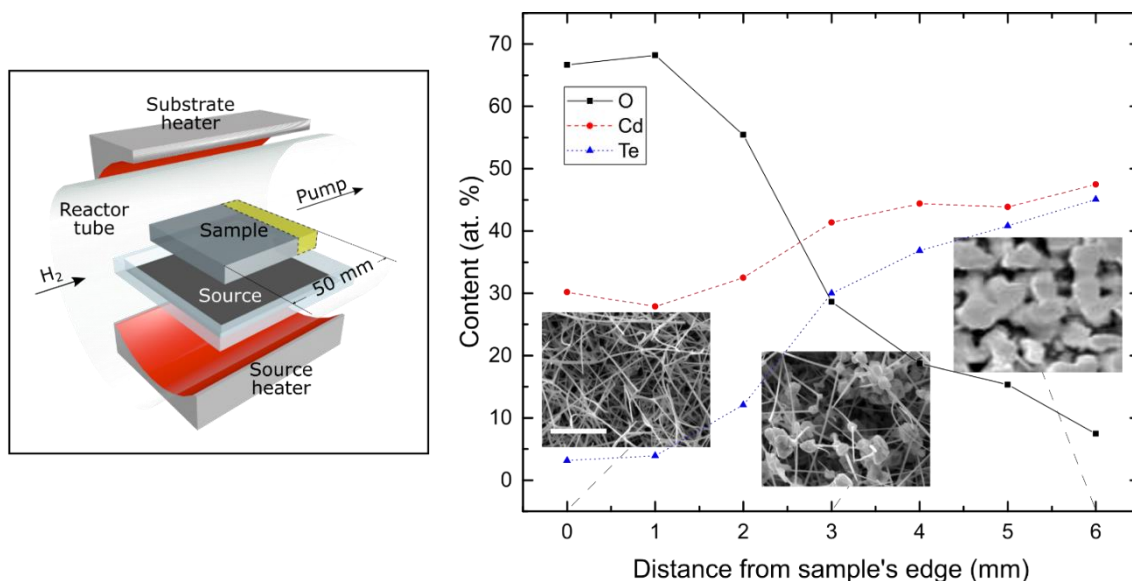 Substrate
heater
Pump
Reactor
tube
Sample
H₂
Source
50 mm
Source
heater
Content (at. %)
70
60
50
40
30
20
10
0
O
Cd
Te
0 1 2 3 4 5 6
Distance from sample's edge (mm)